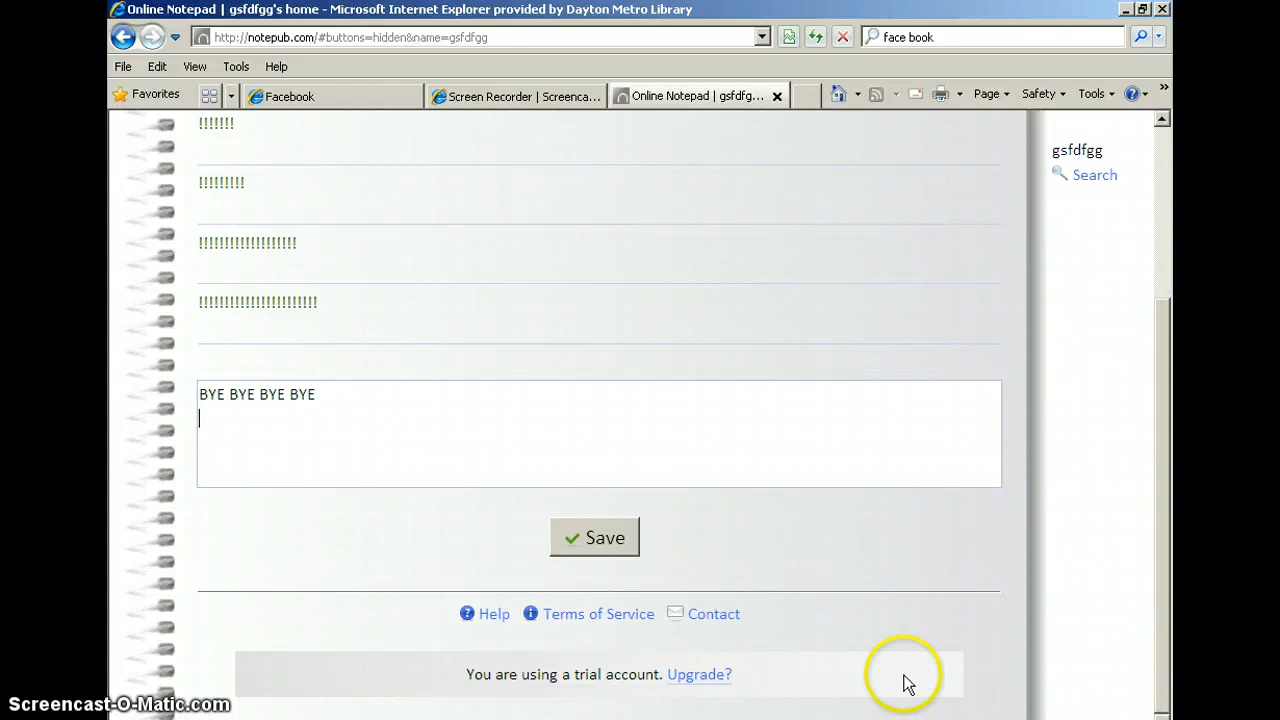 Online Notepad | gsfdfgg's home - Microsoft Internet Explorer provided by Dayton Metro Library
http://notepub.com/#buttons=hidden&name=gsfdfgg
face book
File Edit View Tools Help
Favorites
Facebook
Screen Recorder | Screenca...
Online Notepad | gsfdfg...
Page Safety Tools
!!!!!!!
!!!!!!!!!
!!!!!!!!!!!!!!!!!!!
!!!!!!!!!!!!!!!!!!!!!!!
gsfdfgg
Search
BYE BYE BYE BYE
Save
Help Terms of Service Contact
You are using a trial account. Upgrade?
Screencast-O-Matic.com